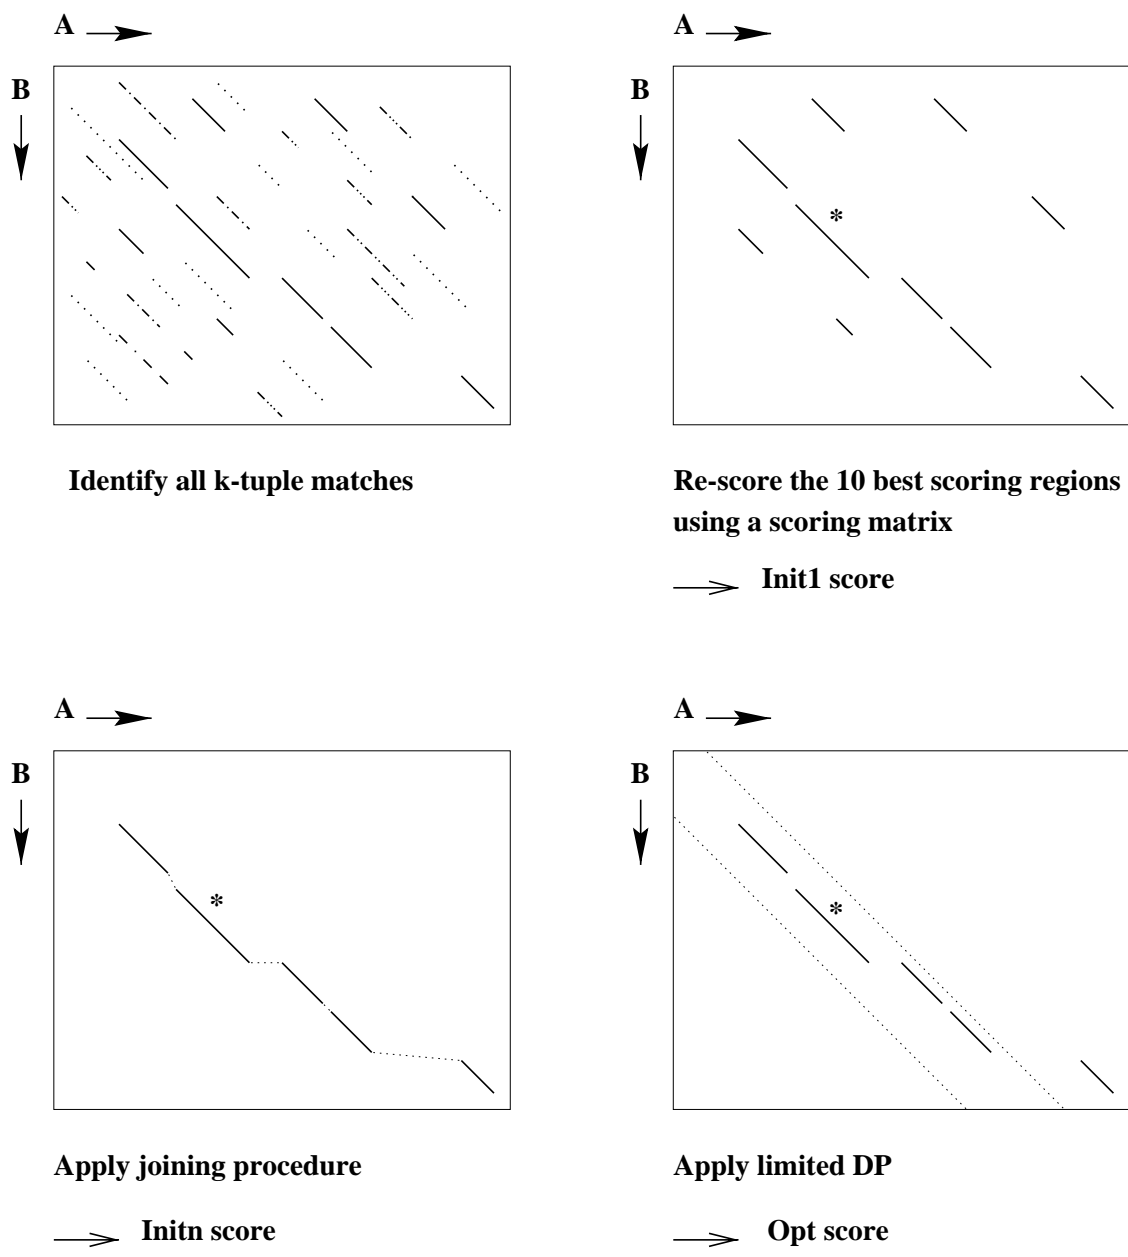 A
B
Identify all k-tuple matches
A
B
*
Re-score the 10 best scoring regions
using a scoring matrix
Init1 score
A
B
*
Apply joining procedure
Initn score
A
B
*
Apply limited DP
Opt score